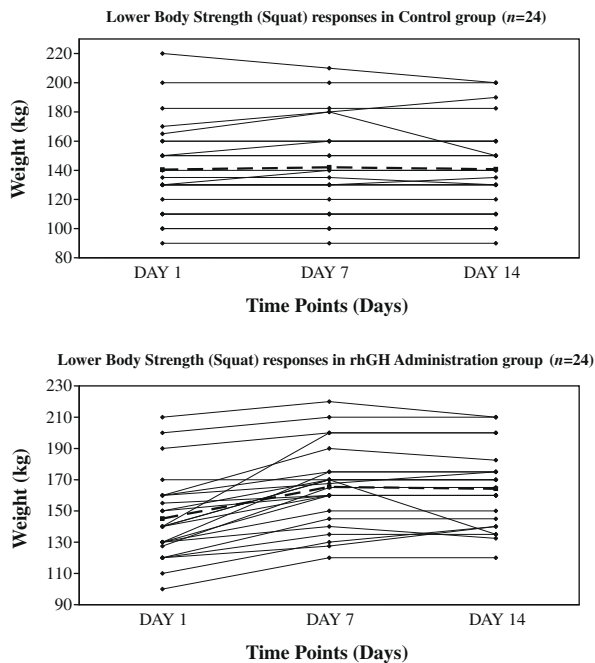 Lower Body Strength (Squat) responses in Control group (n=24)
220
200
180
160
140
120
100
80
Weight (kg)
DAY 1 DAY 7 DAY 14
Time Points (Days)
Lower Body Strength (Squat) responses in rhGH Administration group (n=24)
230
210
190
170
150
130
110
90
Weight (kg)
DAY 1 DAY 7 DAY 14
Time Points (Days)